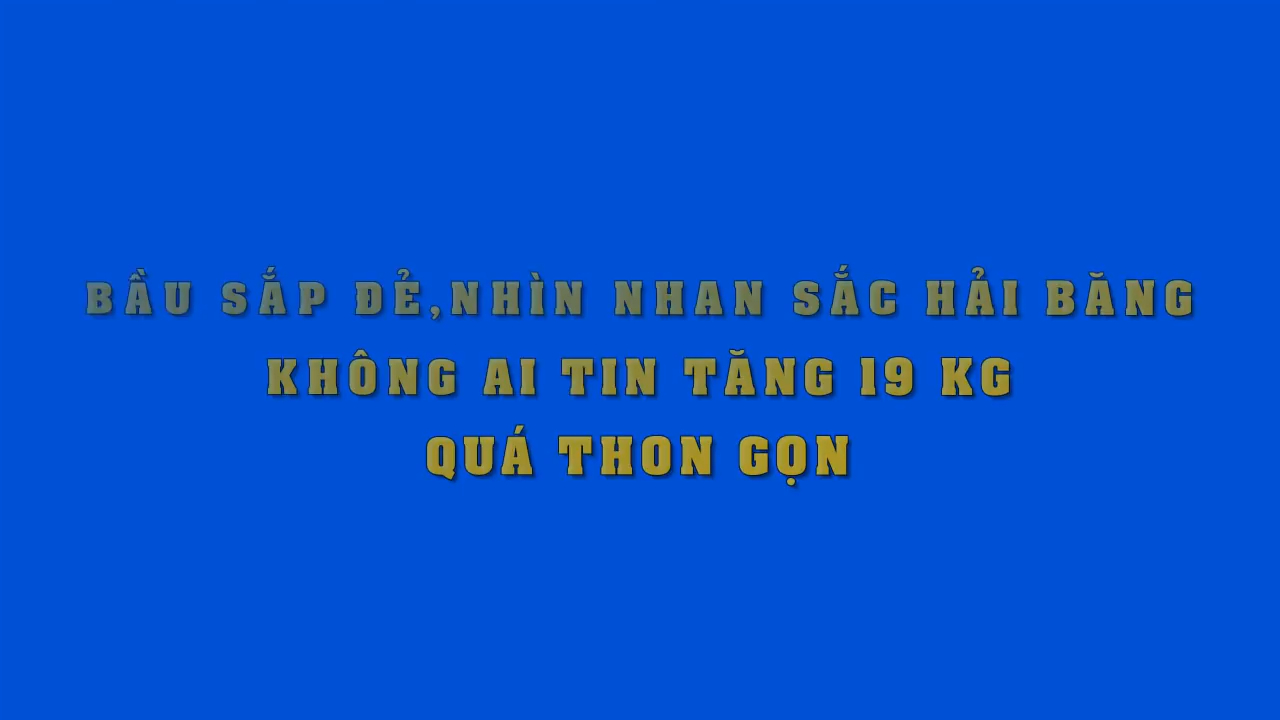 BẦU SẮP ĐẺ,NHÌN NHAN SẮC HẢI BĂNG
KHÔNG AI TIN TĂNG 19 KG
QUÁ THON GỌN